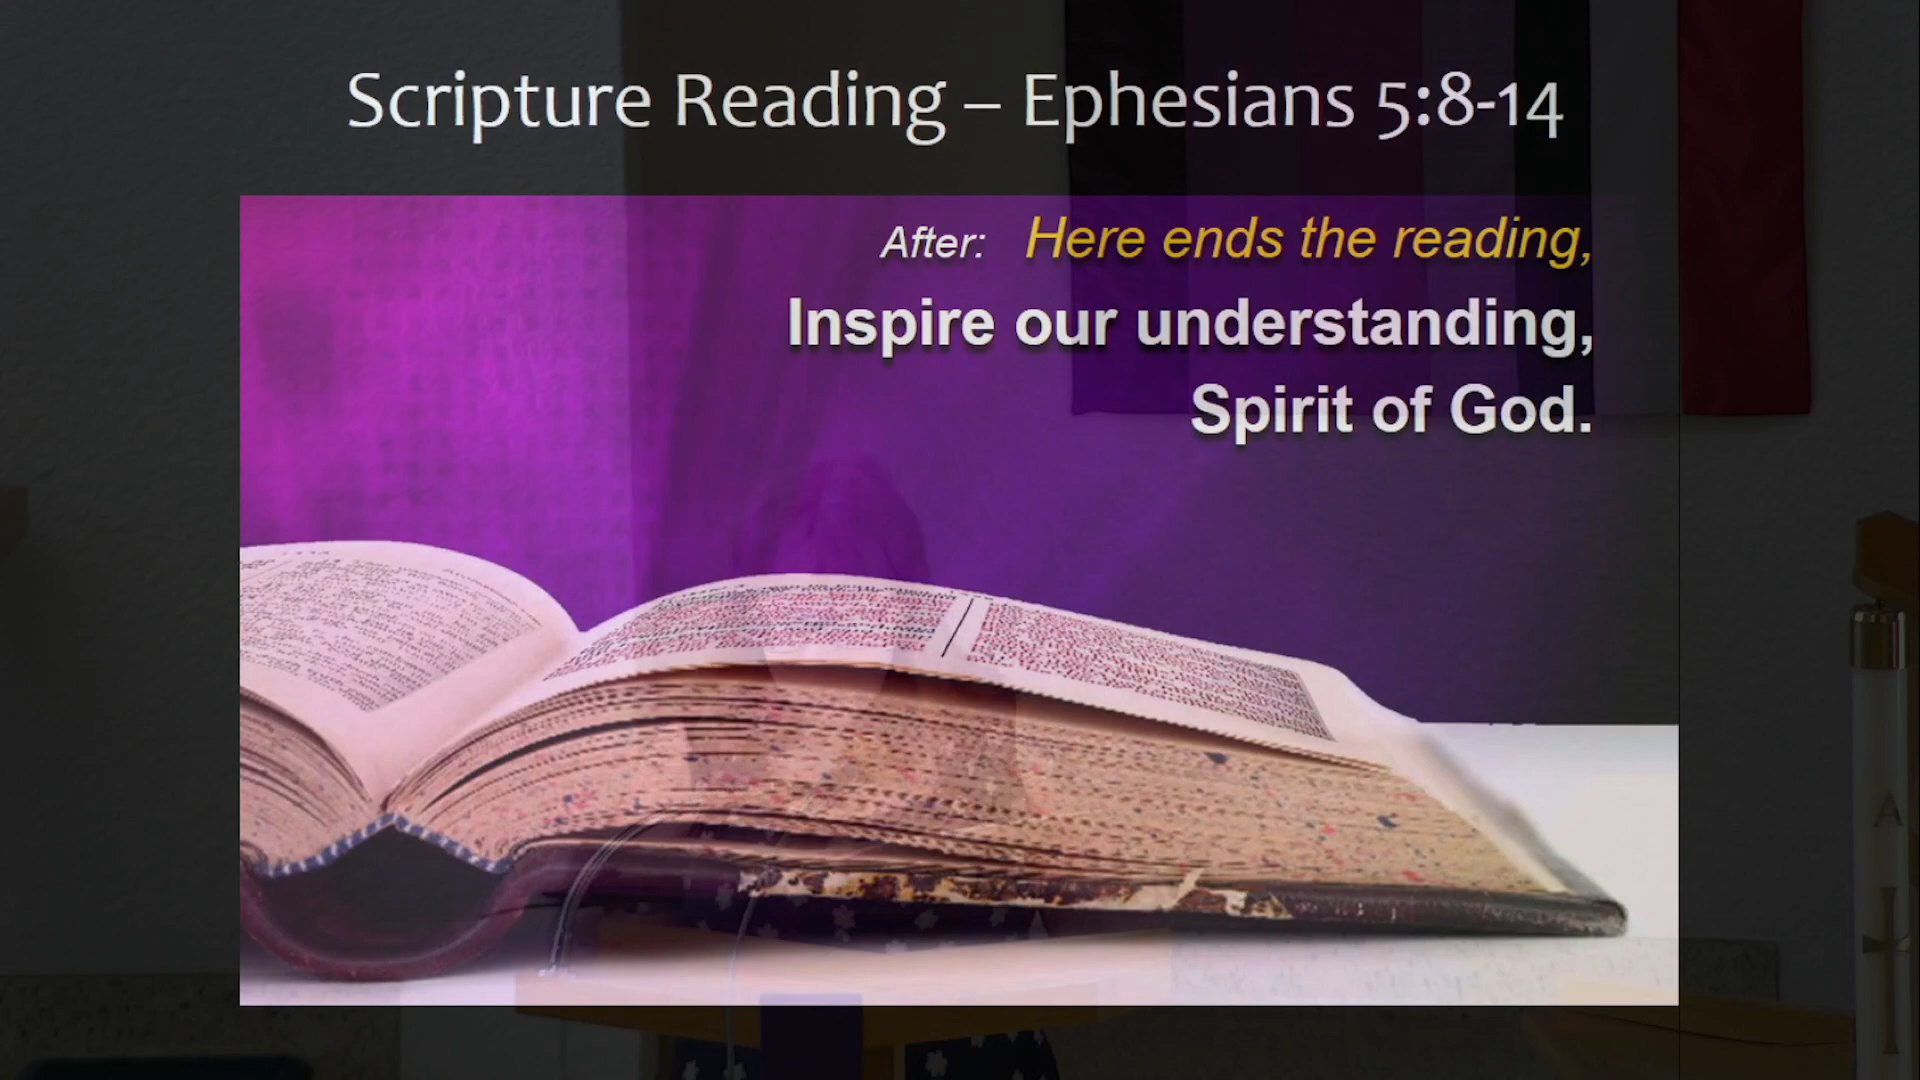 Scripture Reading – Ephesians 5:8-14
After: Here ends the reading,
Inspire our understanding,
Spirit of God.